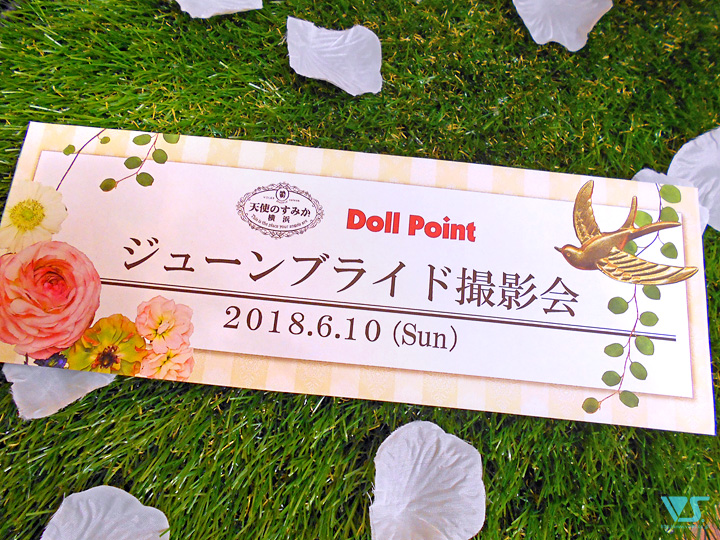 天使のすみか
横浜
Doll Point
ジューンブライド撮影会
2018.6.10 (Sun)
VS